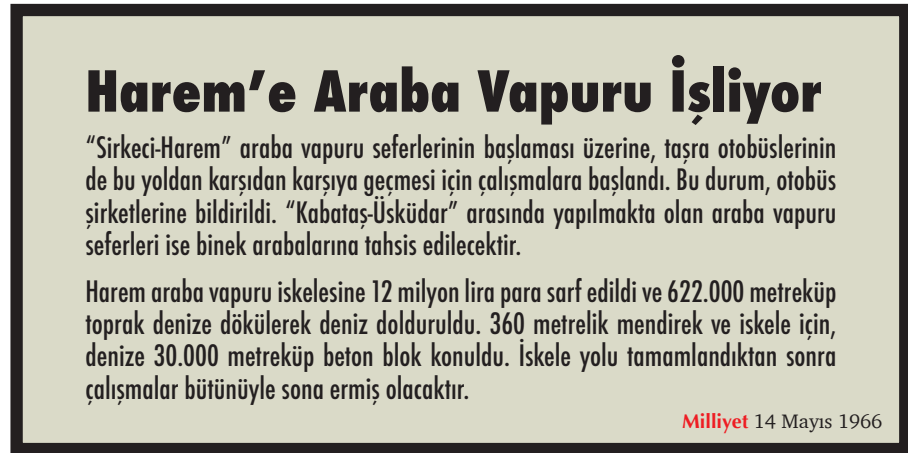 Harem’e Araba Vapuru İşliyor
“Sirkeci-Harem” araba vapuru seferlerinin başlaması üzerine, taşra otobüslerinin
de bu yoldan karşıdan karşıya geçmesi için çalışmalara başlandı. Bu durum, otobüs
şirketlerine bildirildi. “Kabataş-Üsküdar” arasında yapılmakta olan araba vapuru
seferleri ise binek arabalarına tahsis edilecektir.
Harem araba vapuru iskelesine 12 milyon lira para sarf edildi ve 622.000 metreküp
toprak denize dökülerek deniz dolduruldu. 360 metrelik mendirek ve iskele için,
denize 30.000 metreküp beton blok konuldu. İskele yolu tamamlandıktan sonra
çalışmalar bütünüyle sona ermiş olacaktır.
Milliyet 14 Mayıs 1966